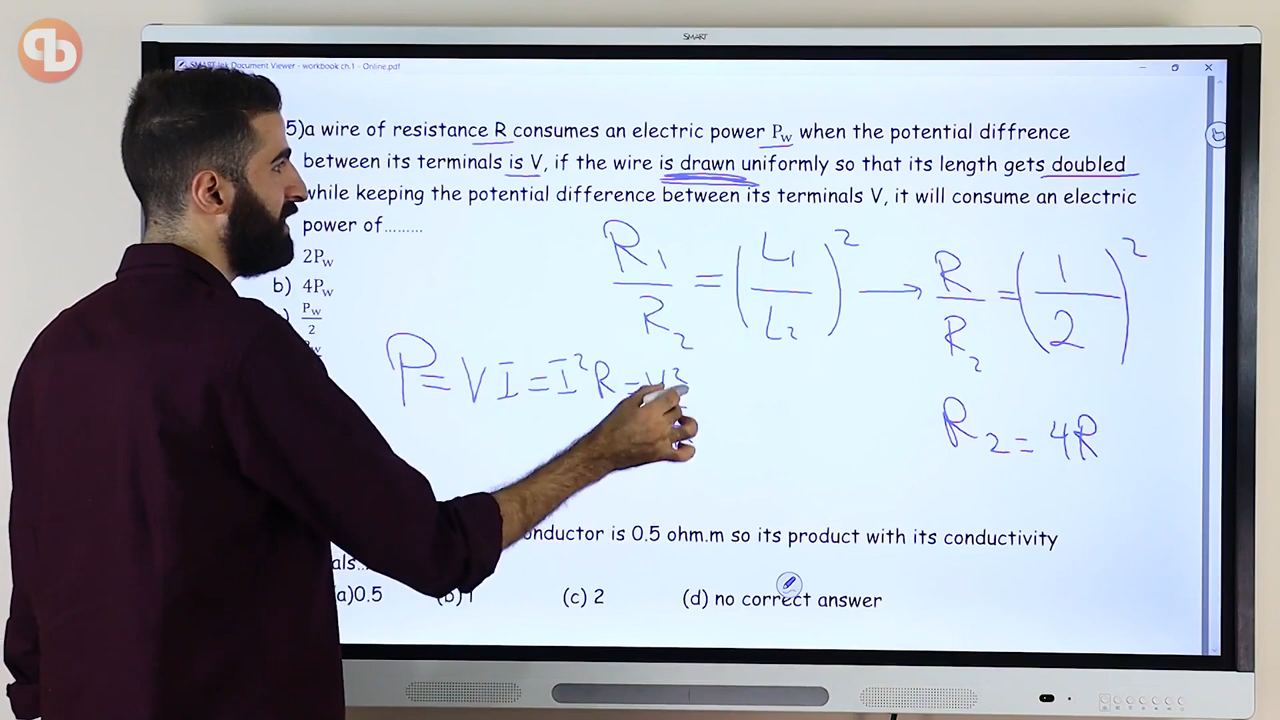 SMART
SMART Ink Document Viewer - workbook ch.1 - Online.pdf
5)a wire of resistance R consumes an electric power Pw when the potential diffrence
between its terminals is V, if the wire is drawn uniformly so that its length gets doubled
while keeping the potential difference between its terminals V, it will consume an electric
power of.........
2Pw
b) 4Pw
Pw/2
R1/R2 = (L1/L2)² → R/R2 = (1/2)²
P = VI = I²R = V²
R2 = 4R
onductor is 0.5 ohm.m so its product with its conductivity
als...
(a)0.5 (b)1 (c) 2 (d) no correct answer